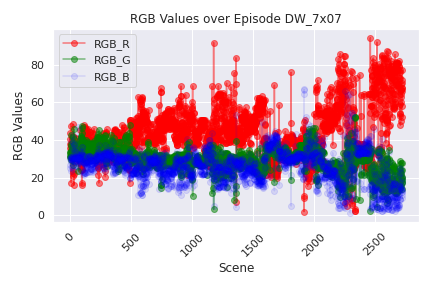 RGB Values over Episode DW_7x07
RGB_R
RGB_G
RGB_B
RGB Values
80
60
40
20
0
0
500
1000
1500
2000
2500
Scene